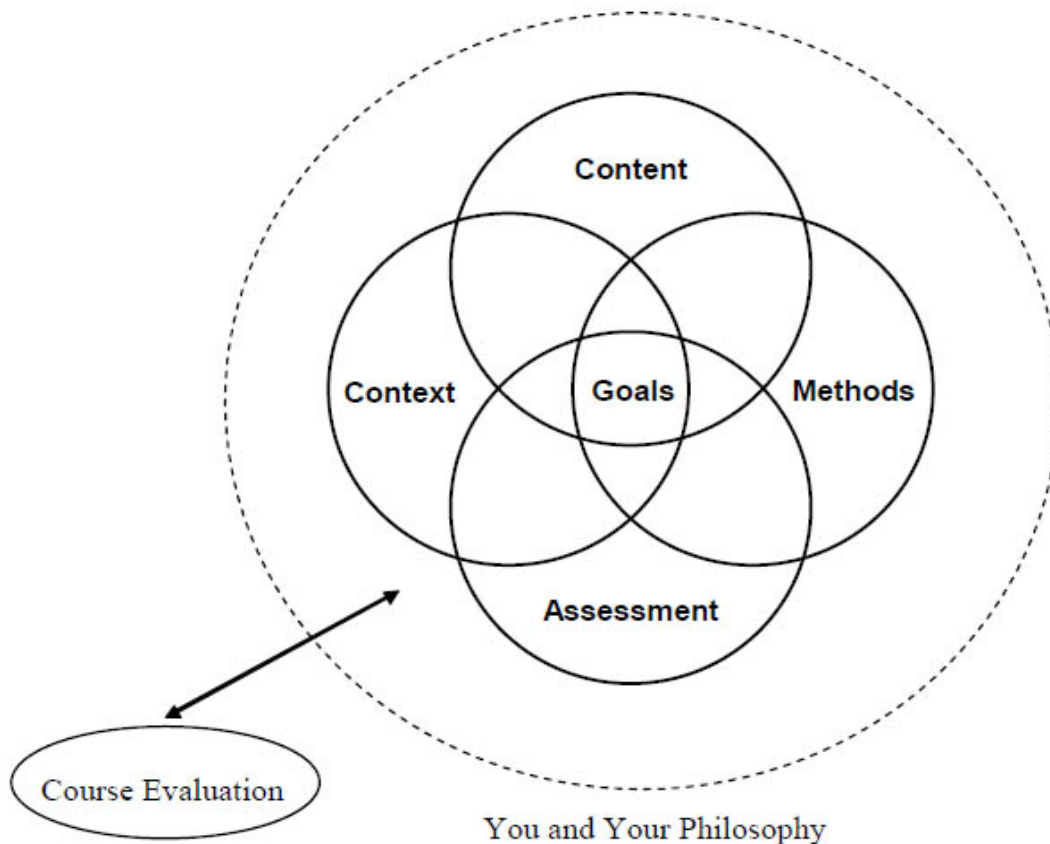 Content
Context
Goals
Methods
Assessment
Course Evaluation
You and Your Philosophy